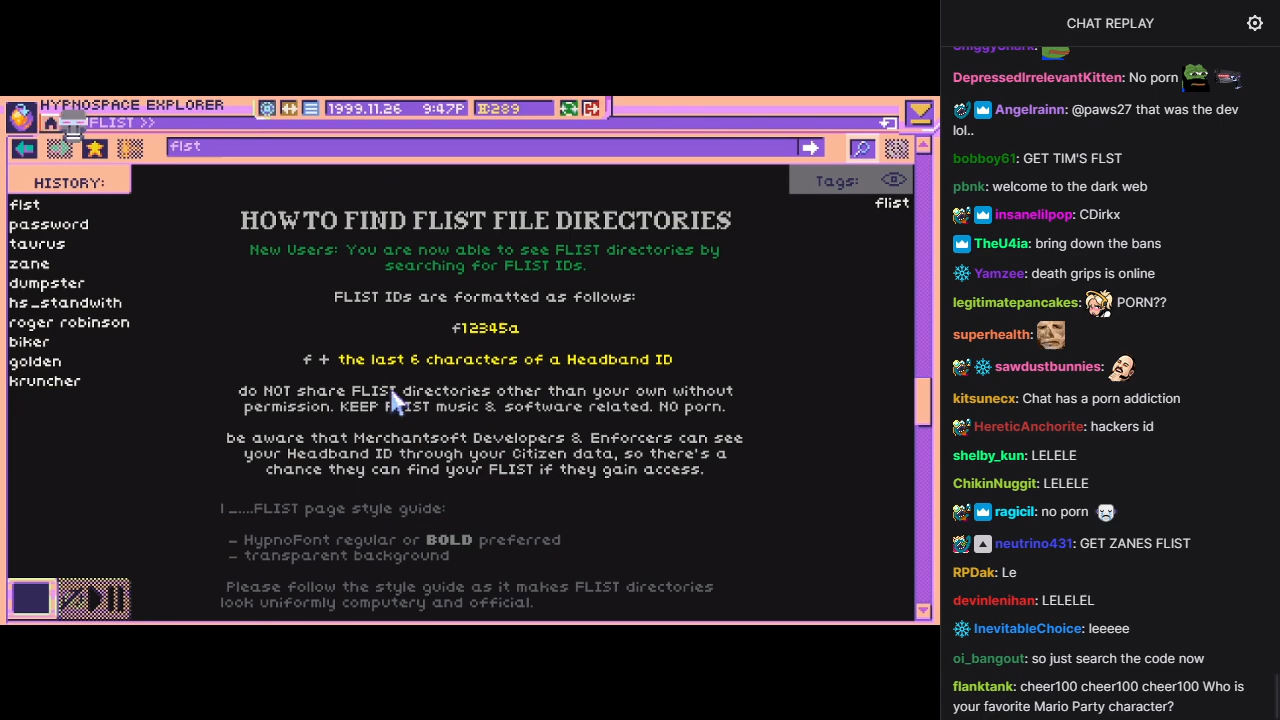 HYPNOSPACE EXPLORER
1999.11.26 9:47P
289
FLIST >>
flst
HISTORY:
flst
password
taurus
zane
dumpster
hs_standwith
roger robinson
biker
golden
kruncher
Tags:
flist
HOW TO FIND FLIST FILE DIRECTORIES
New Users: You are now able to see FLIST directories by
searching for FLIST IDs.
FLIST IDs are formatted as follows:
f12345a
f + the last 6 characters of a Headband ID
do NOT share FLIST directories other than your own without
permission. KEEP FLIST music & software related. NO porn.
be aware that Merchantsoft Developers & Enforcers can see
your Headband ID through your Citizen data, so there's a
chance they can find your FLIST if they gain access.
I _....FLIST page style guide:
- HypnoFont regular or BOLD preferred
- transparent background
Please follow the style guide as it makes FLIST directories
look uniformly computery and official.
CHAT REPLAY
ShiggyShark:
DepressedIrrelevantKitten: No porn
Angelrainn: @paws27 that was the dev
lol..
bobboy61: GET TIM'S FLST
pbnk: welcome to the dark web
insanelilpop: CDirkx
TheU4ia: bring down the bans
Yamzee: death grips is online
legitimatepancakes: PORN??
superhealth:
sawdustbunnies:
kitsunecx: Chat has a porn addiction
HereticAnchorite: hackers id
shelby_kun: LELELE
ChikinNuggit: LELELE
ragicil: no porn
neutrino431: GET ZANES FLIST
RPDak: Le
devinlenihan: LELELEL
InevitableChoice: leeeee
oi_bangout: so just search the code now
flanktank: cheer100 cheer100 cheer100 Who is
your favorite Mario Party character?